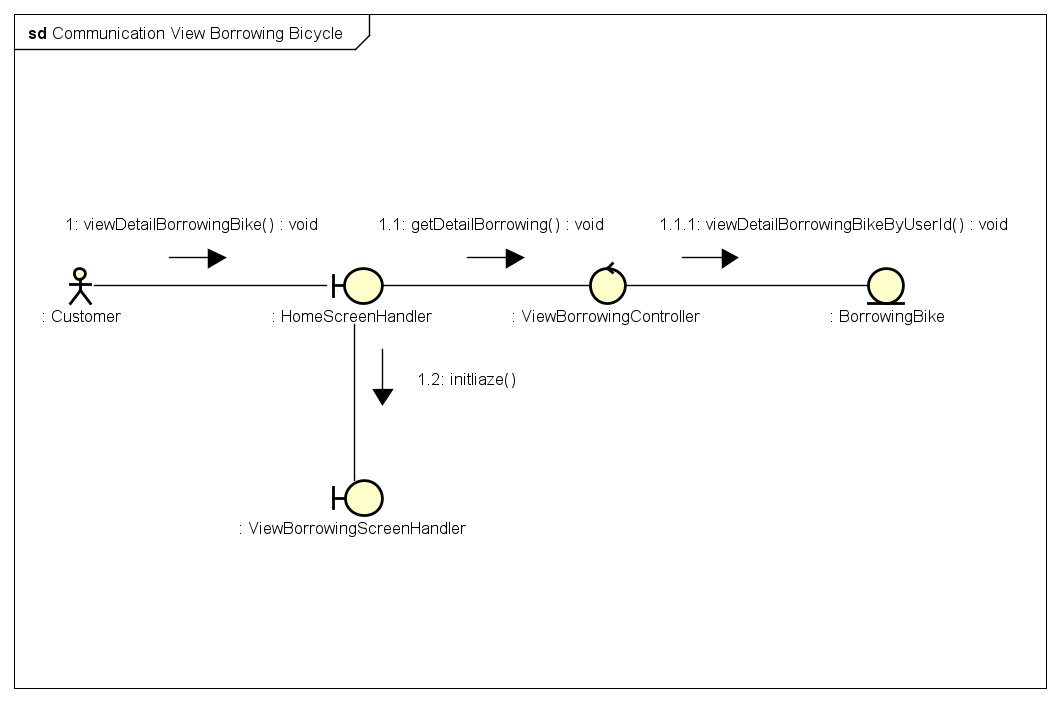 sd Communication View Borrowing Bicycle
1: viewDetailBorrowingBike() : void
1.1: getDetailBorrowing() : void
1.1.1: viewDetailBorrowingBikeByUserId() : void
: Customer
: HomeScreenHandler
: ViewBorrowingController
: BorrowingBike
1.2: initliaze()
: ViewBorrowingScreenHandler